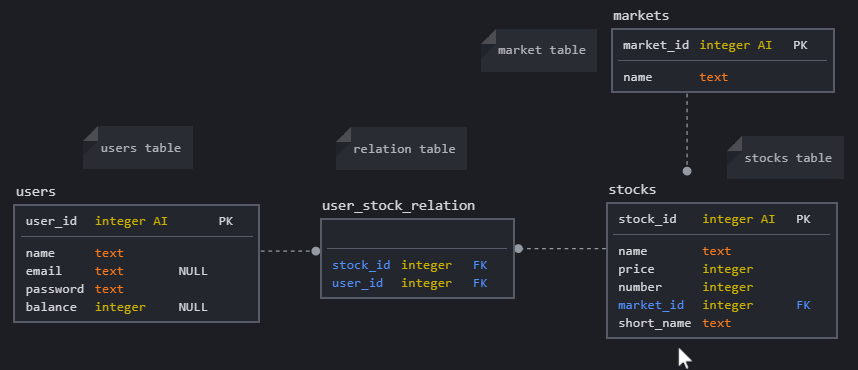 markets
market_id integer AI PK
name text
market table
users table
relation table
stocks table
users
user_id integer AI PK
name text
email text NULL
password text
balance integer NULL
user_stock_relation
stock_id integer FK
user_id integer FK
stocks
stock_id integer AI PK
name text
price integer
number integer
market_id integer FK
short_name text